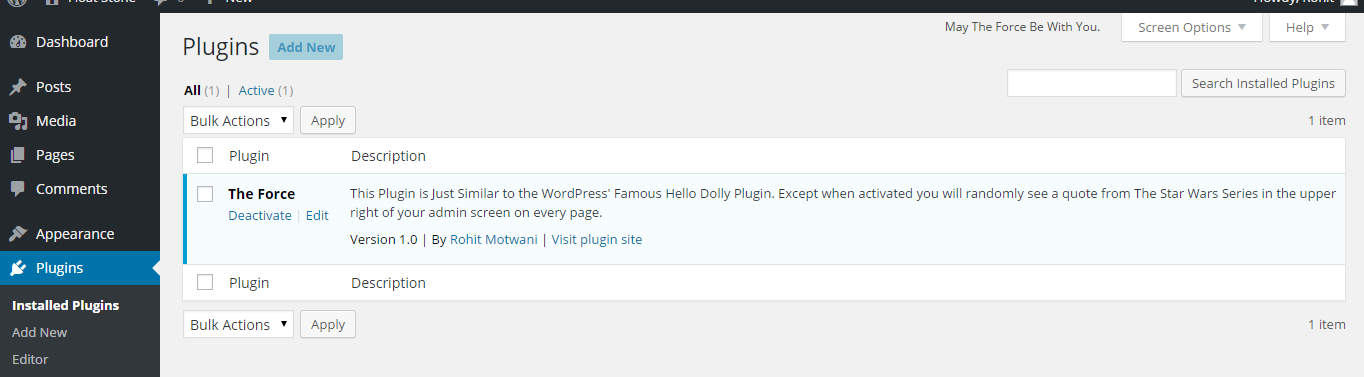 New
Dashboard
Posts
Media
Pages
Comments
Appearance
Plugins
Installed Plugins
Add New
Editor
May The Force Be With You.
Screen Options
Help
Plugins Add New
All (1) | Active (1)
Search Installed Plugins
Bulk Actions Apply
1 item
Plugin Description
The Force
Deactivate | Edit
This Plugin is Just Similar to the WordPress' Famous Hello Dolly Plugin. Except when activated you will randomly see a quote from The Star Wars Series in the upper
right of your admin screen on every page.
Version 1.0 | By Rohit Motwani | Visit plugin site
Plugin Description
Bulk Actions Apply
1 item